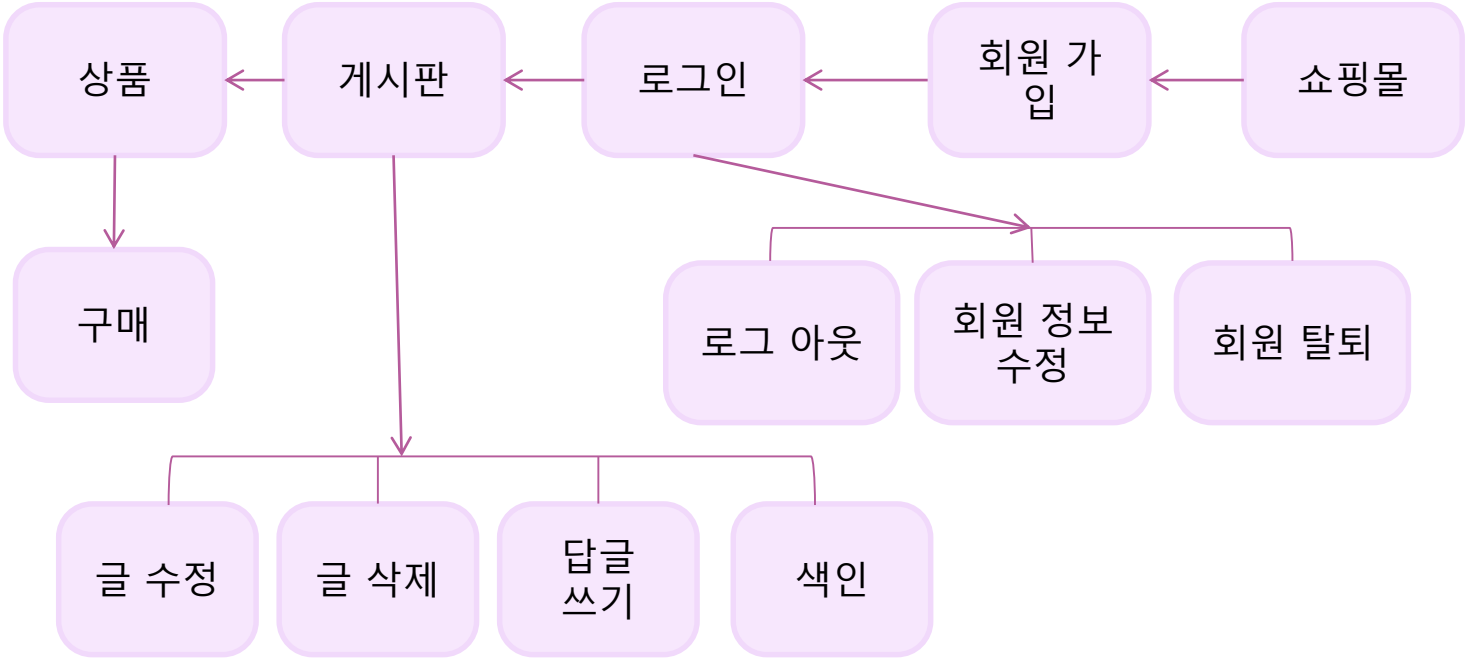 상품
게시판
로그인
회원 가
입
쇼핑몰
구매
로그 아웃
회원 정보
수정
회원 탈퇴
글 수정
글 삭제
답글
쓰기
색인